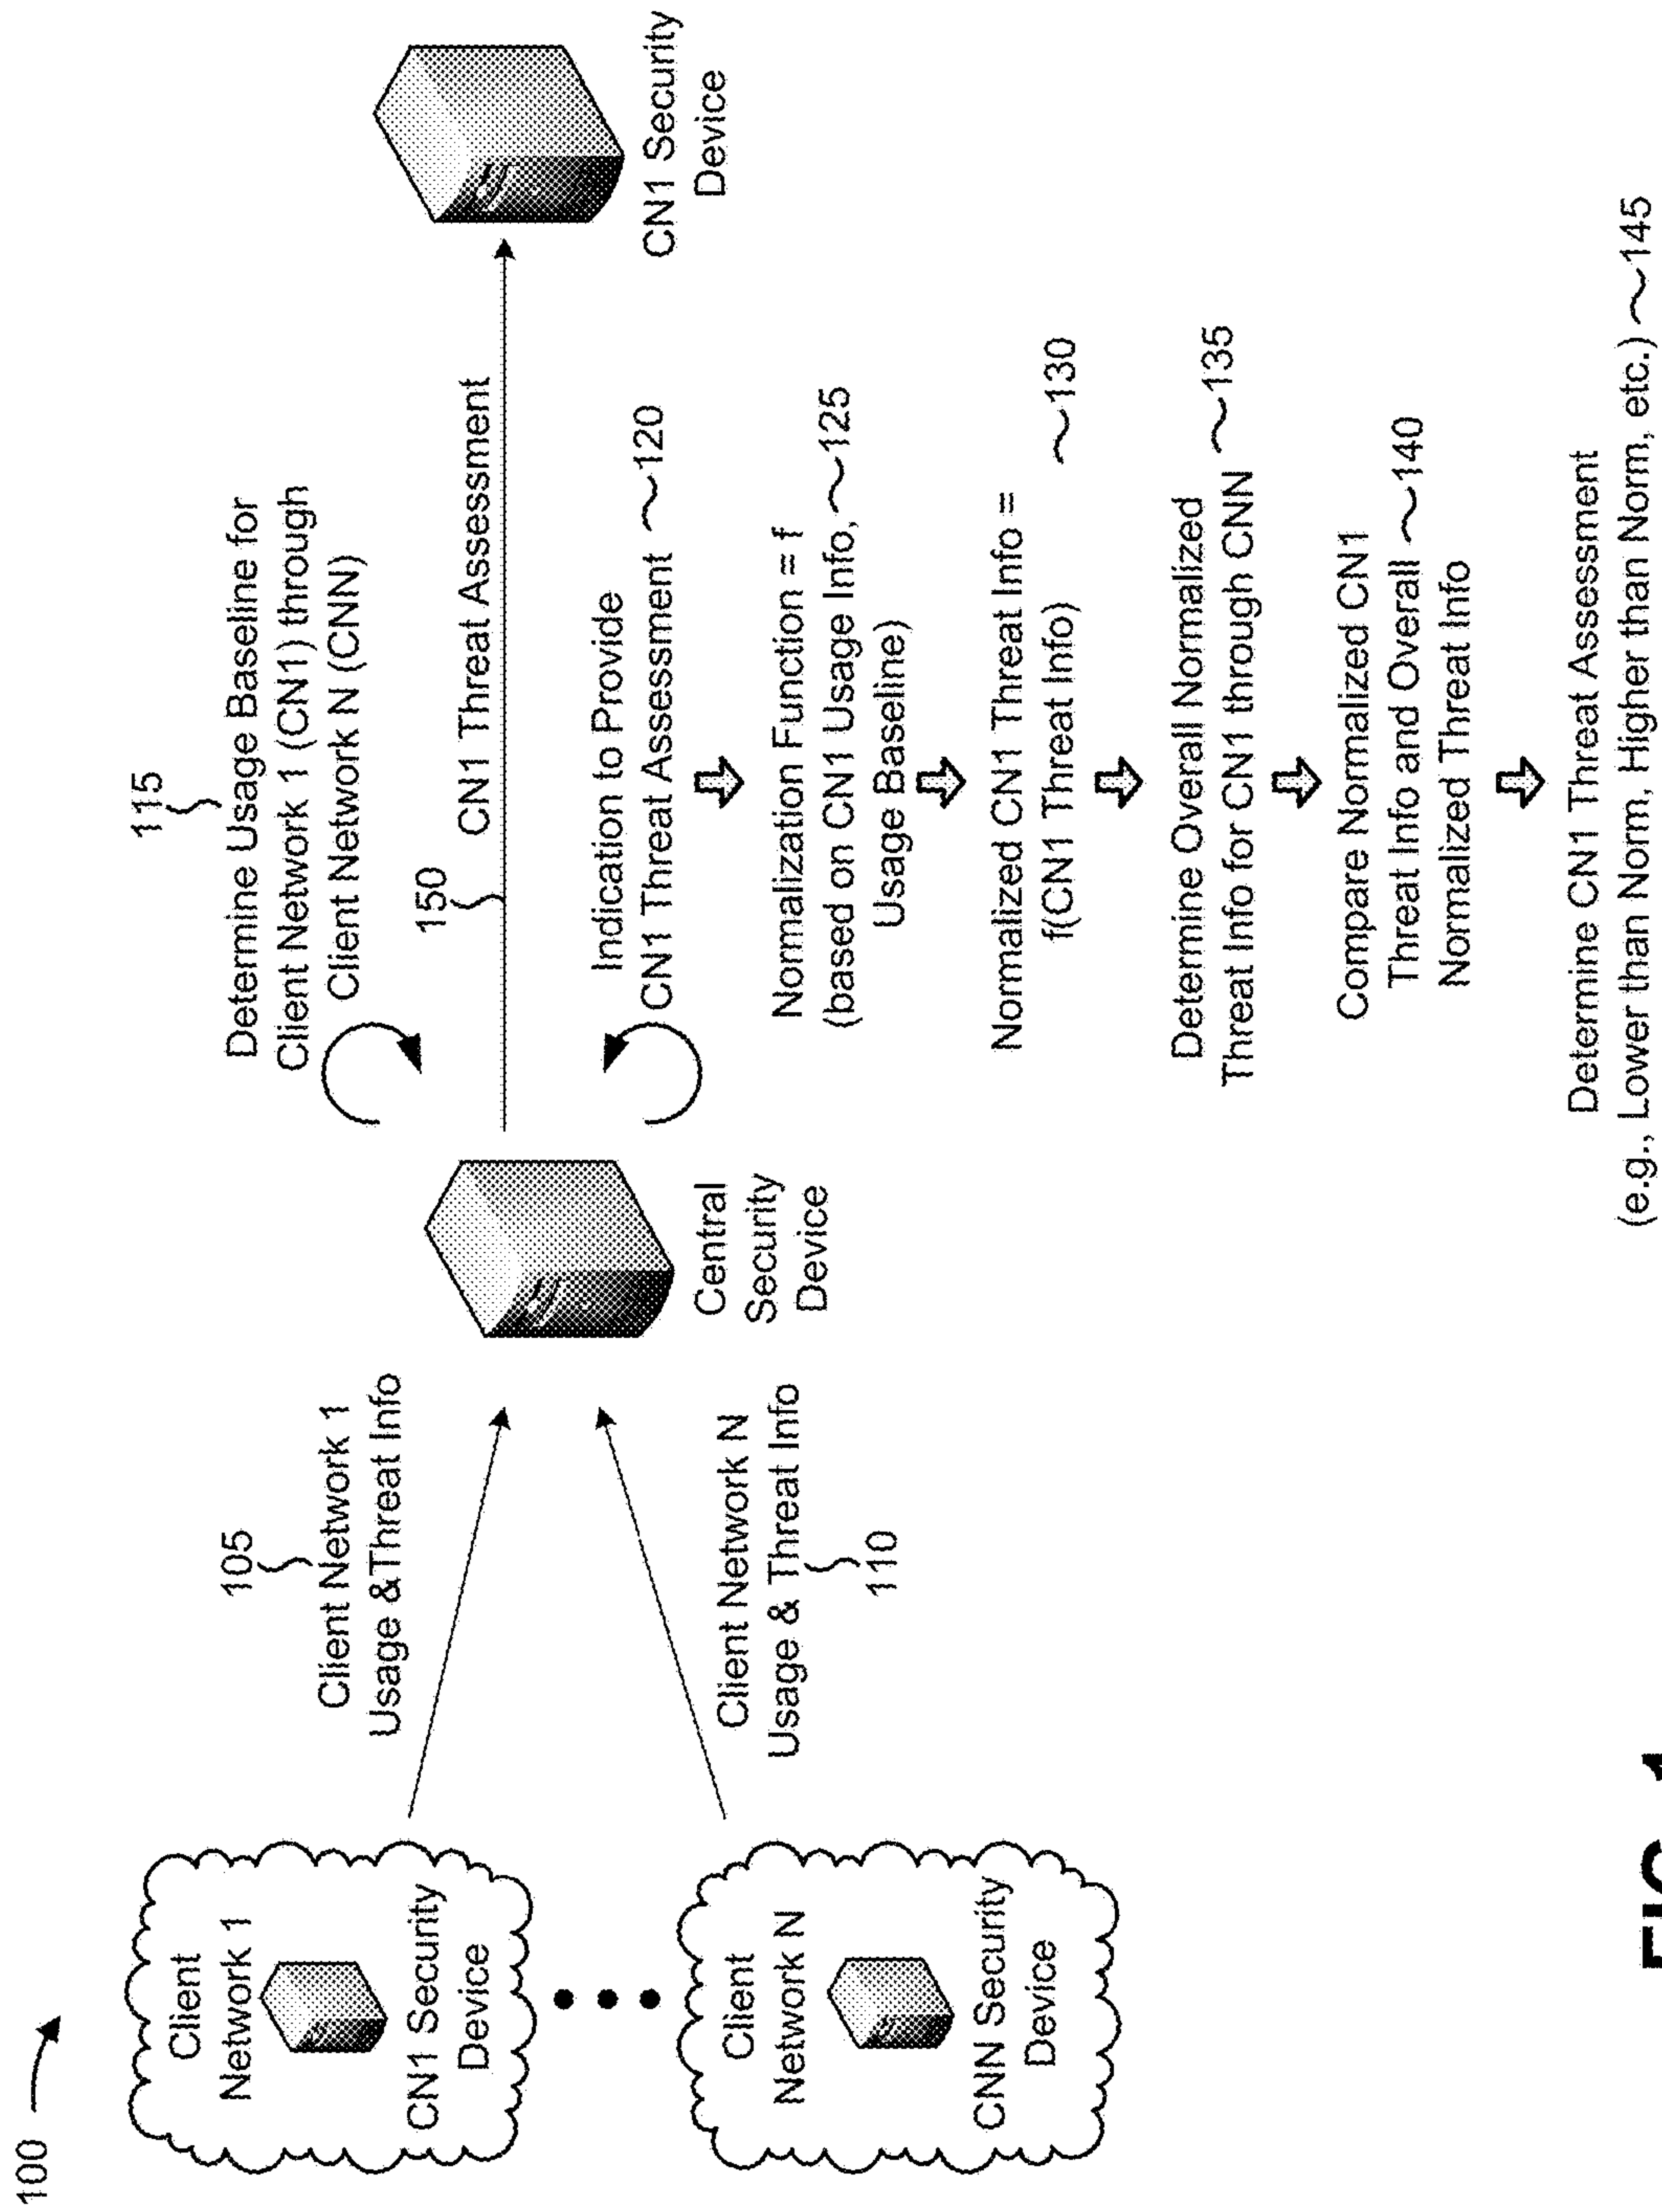 100
Client
Network 1
CN1 Security
Device
Client
Network N
CNN Security
Device
105
Client Network 1
Usage &Threat Info
Client Network N
Usage & Threat Info
110
Central
Security
Device
115
Determine Usage Baseline for
Client Network 1 (CN1) through
Client Network N (CNN)
150
CN1 Threat Assessment
CN1 Security
Device
Indication to Provide
CN1 Threat Assessment ~120
Normalization Function = f
(based on CN1 Usage Info, ~125
Usage Baseline)
Normalized CN1 Threat Info =
f(CN1 Threat Info) ~130
Determine Overall Normalized
Threat Info for CN1 through CNN ~135
Compare Normalized CN1
Threat Info and Overall ~140
Normalized Threat Info
Determine CN1 Threat Assessment
(e.g., Lower than Norm, Higher than Norm, etc.) ~145
FIG. 1